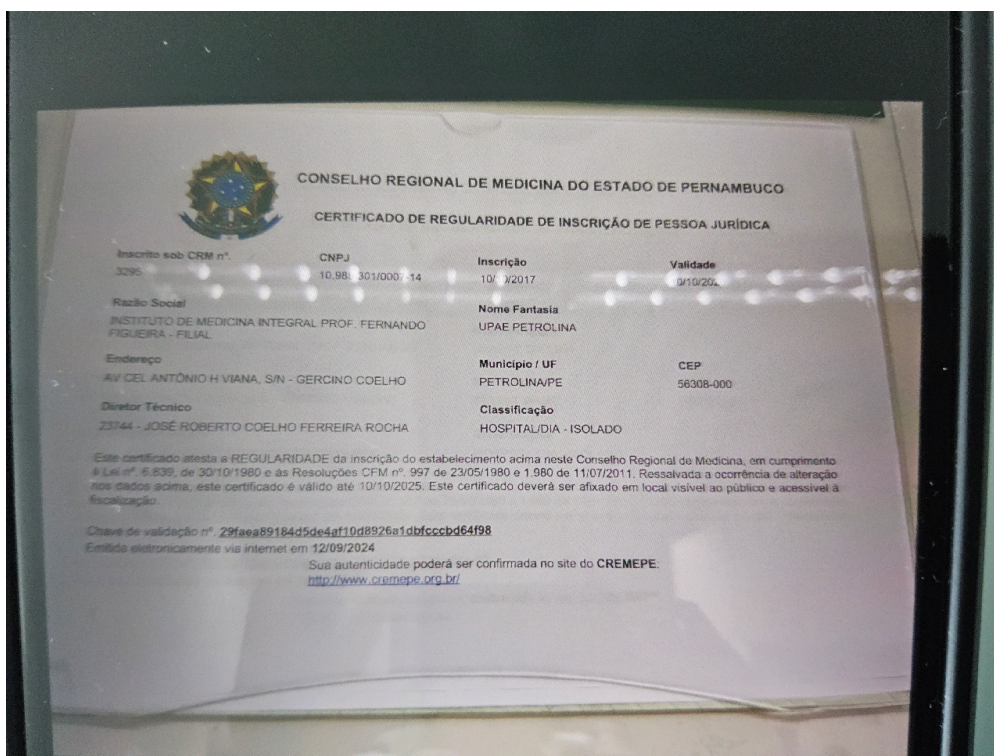 CONSELHO REGIONAL DE MEDICINA DO ESTADO DE PERNAMBUCO
CERTIFICADO DE REGULARIDADE DE INSCRIÇÃO DE PESSOA JURÍDICA
Inscrito sob CRM nº. CNPJ Inscrição Validade
3295
Razão Social Nome Fantasia
INSTITUTO DE MEDICINA INTEGRAL PROF. FERNANDO UPAE PETROLINA
FIGUEIRA - FILIAL
Endereço Município / UF CEP
AV CEL ANTÔNIO H VIANA, S/N - GERCINO COELHO PETROLINA/PE 56308-000
Diretor Técnico Classificação
23744 - JOSÉ ROBERTO COELHO FERREIRA ROCHA HOSPITAL/DIA - ISOLADO
Este certificado atesta a REGULARIDADE da inscrição do estabelecimento acima neste Conselho Regional de Medicina, em cumprimento
à Lei nº. 6.839, de 30/10/1980 e às Resoluções CFM nº. 997 de 23/05/1980 e 1.980 de 11/07/2011. Ressalvada a ocorrência de alteração
nos dados acima, este certificado é válido até 10/10/2025. Este certificado deverá ser afixado em local visível ao público e acessível à
fiscalização.
Chave de validação nº. 29faea89184d5de4af10d8926a1dbfcccbd64f98
Emitida eletronicamente via internet em 12/09/2024
Sua autenticidade poderá ser confirmada no site do CREMEPE:
http://www.cremepe.org.br/